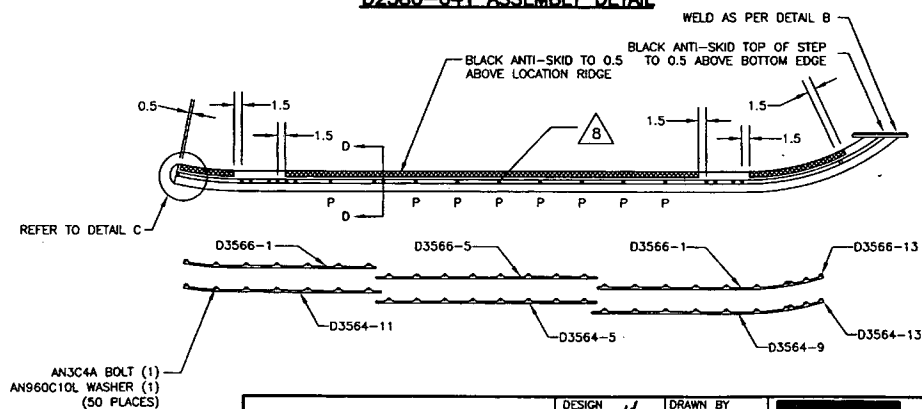 D2580-041 ASSEMBLY DETAIL
WELD AS PER DETAIL B
BLACK ANTI-SKID TO 0.5
ABOVE LOCATION RIDGE
BLACK ANTI-SKID TOP OF STEP
TO 0.5 ABOVE BOTTOM EDGE
0.5
1.5
1.5
8
1.5
1.5
1.5
D
D
P P P P P P P P
REFER TO DETAIL C
D3566-1
D3566-5
D3566-1
D3566-13
D3564-11
D3564-5
D3564-9
D3564-13
AN3C4A BOLT (1)
AN960C10L WASHER (1)
(50 PLACES)
DESIGN
DRAWN BY